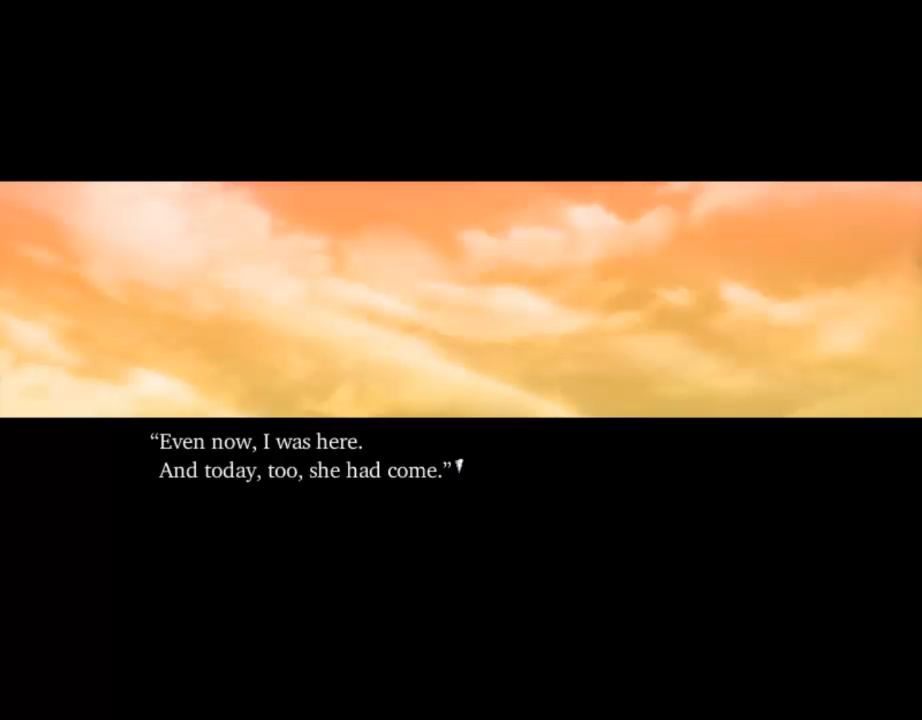 “Even now, I was here.
And today, too, she had come.”